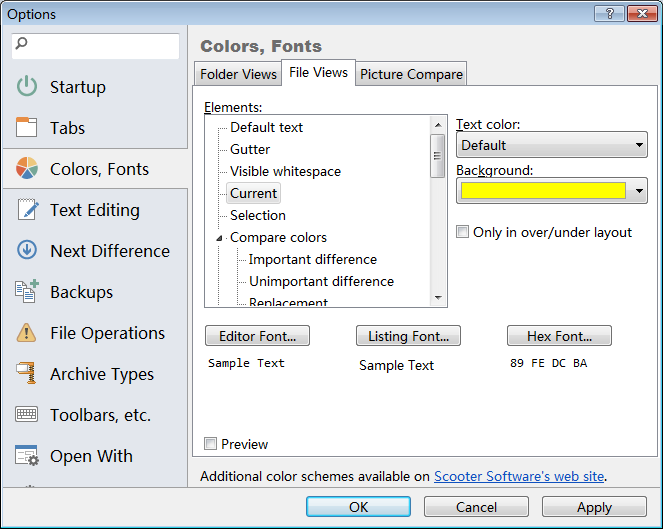 Options
Startup
Tabs
Colors, Fonts
Text Editing
Next Difference
Backups
File Operations
Archive Types
Toolbars, etc.
Open With
Colors, Fonts
Folder Views
File Views
Picture Compare
Elements:
Default text
Gutter
Visible whitespace
Current
Selection
Compare colors
Important difference
Unimportant difference
Replacement
Text color:
Default
Background:
Only in over/under layout
Editor Font...
Listing Font...
Hex Font...
Sample Text
Sample Text
89 FE DC BA
Preview
Additional color schemes available on Scooter Software's web site.
OK
Cancel
Apply